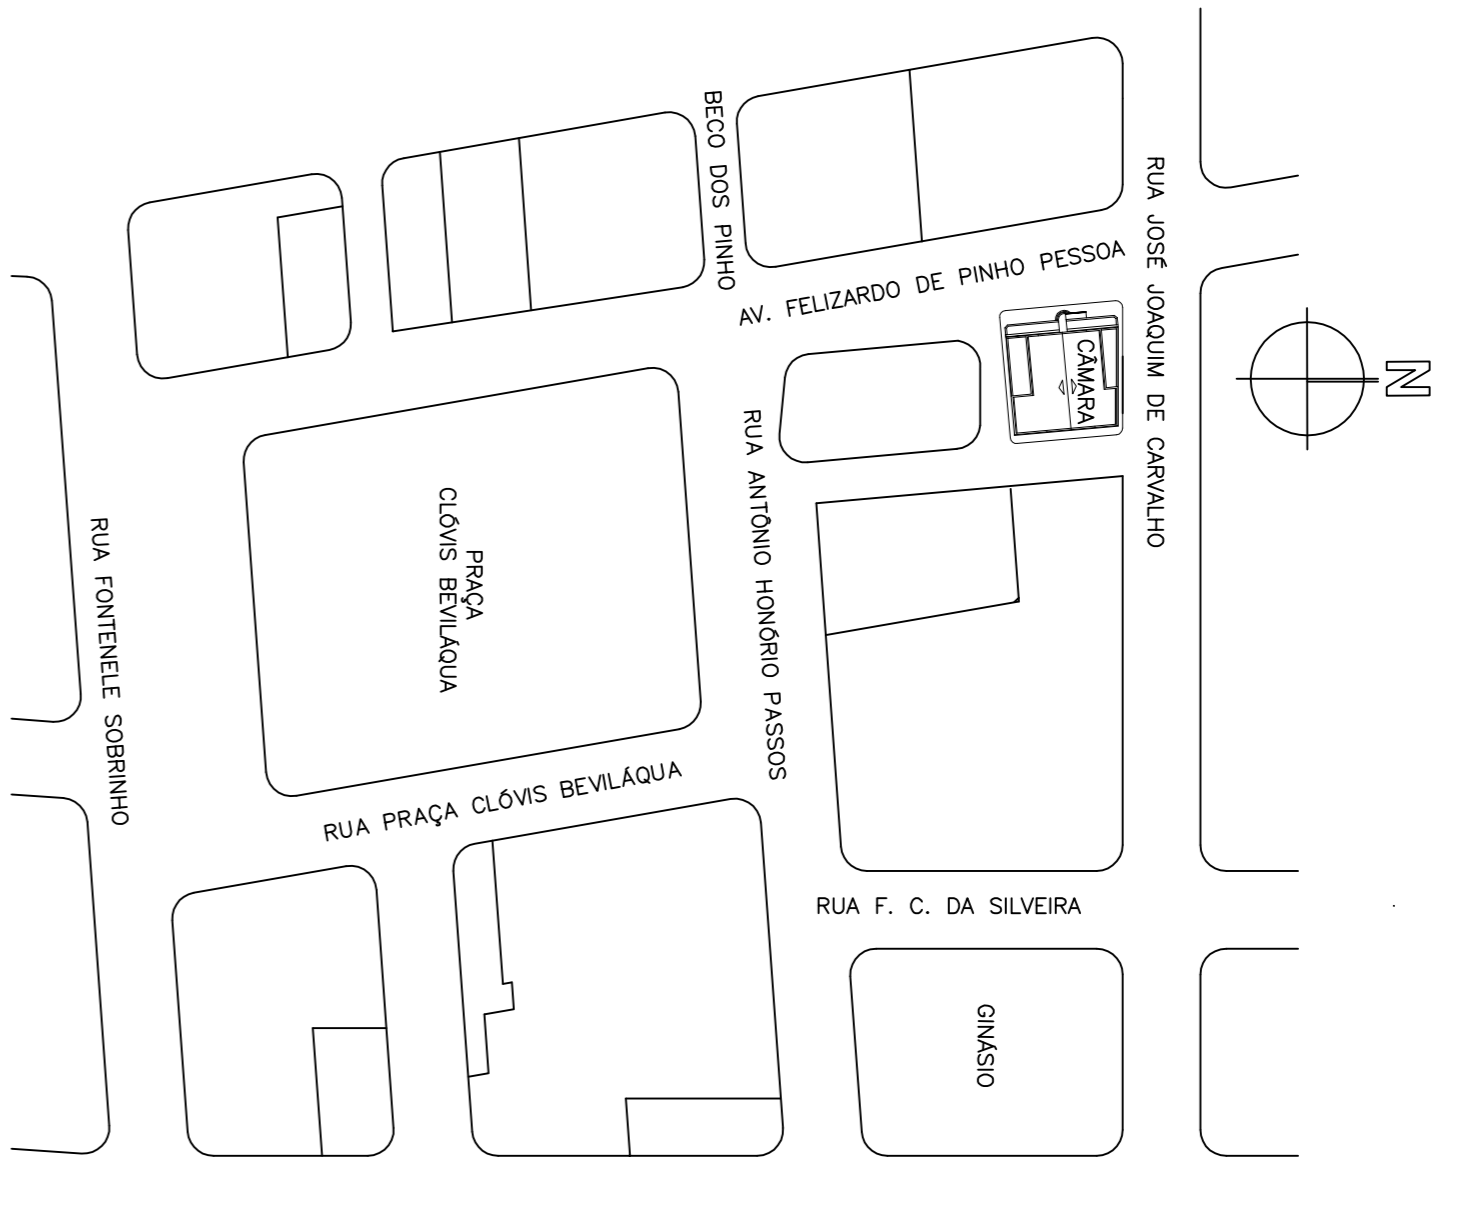 BECO DOS PINHO
RUA JOSÉ JOAQUIM DE CARVALHO
AV. FELIZARDO DE PINHO PESSOA
CÂMARA
N
RUA ANTÔNIO HONÓRIO PASSOS
PRAÇA
CLÓVIS BEVILÁQUA
RUA FONTENELE SOBRINHO
RUA PRAÇA CLÓVIS BEVILÁQUA
RUA F. C. DA SILVEIRA
GINÁSIO